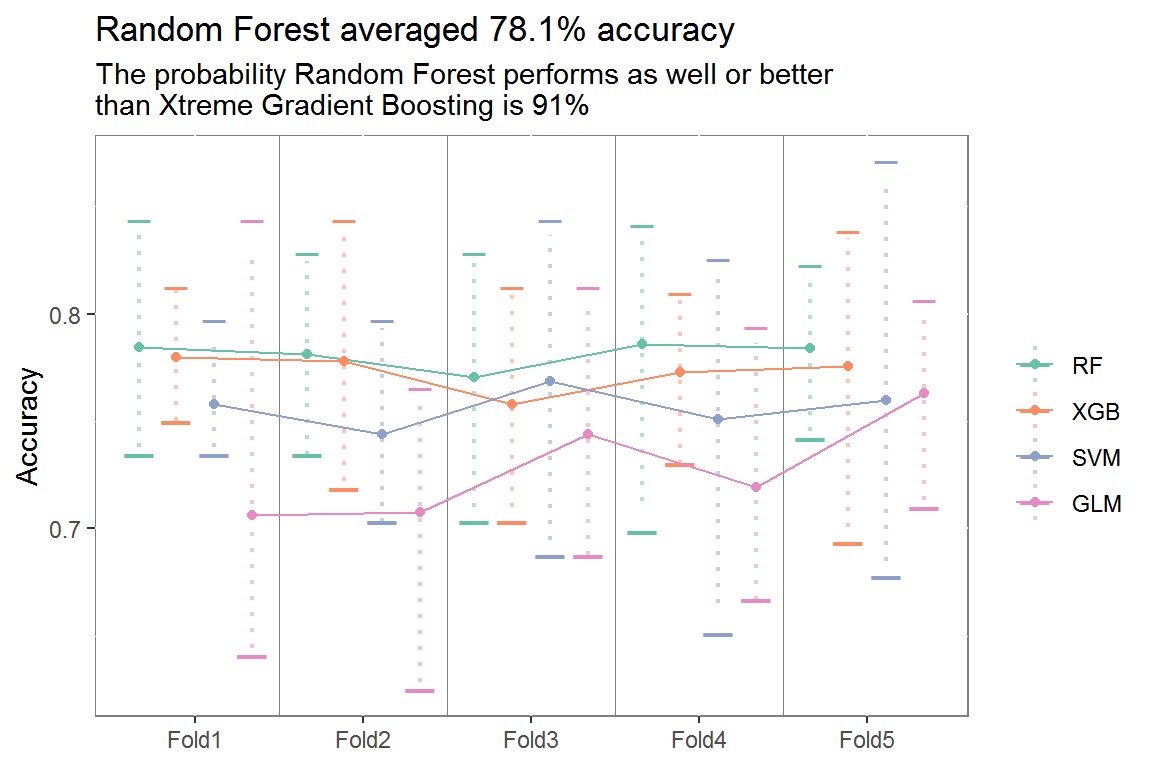 Random Forest averaged 78.1% accuracy
The probability Random Forest performs as well or better
than Xtreme Gradient Boosting is 91%
Accuracy
0.8
0.7
Fold1
Fold2
Fold3
Fold4
Fold5
RF
XGB
SVM
GLM